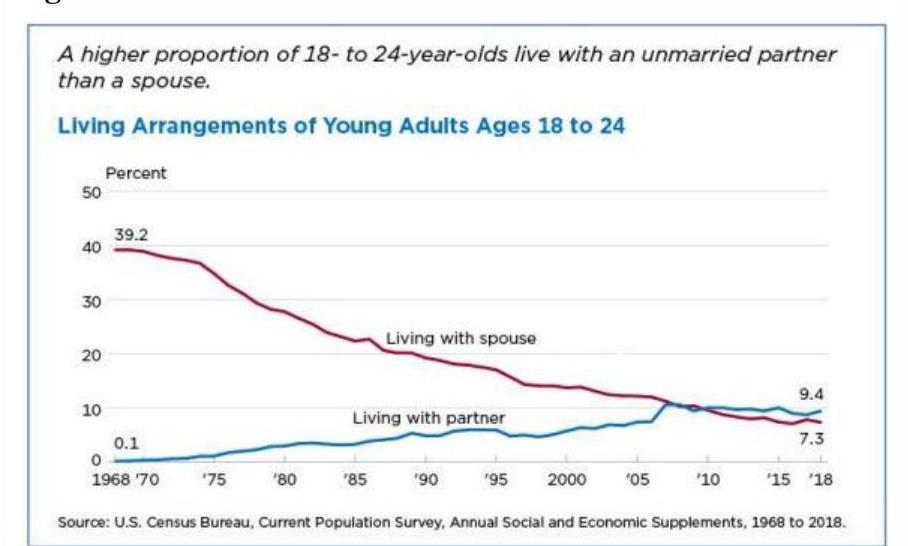 A higher proportion of 18- to 24-year-olds live with an unmarried partner
than a spouse.
Living Arrangements of Young Adults Ages 18 to 24
Percent
50
39.2
40
30
Living with spouse
20
9.4
10
Living with partner
7.3
0.1
0
1968 '70 '75 '80 '85 '90 '95 2000 '05 '10 '15 '18
Source: U.S. Census Bureau, Current Population Survey, Annual Social and Economic Supplements, 1968 to 2018.